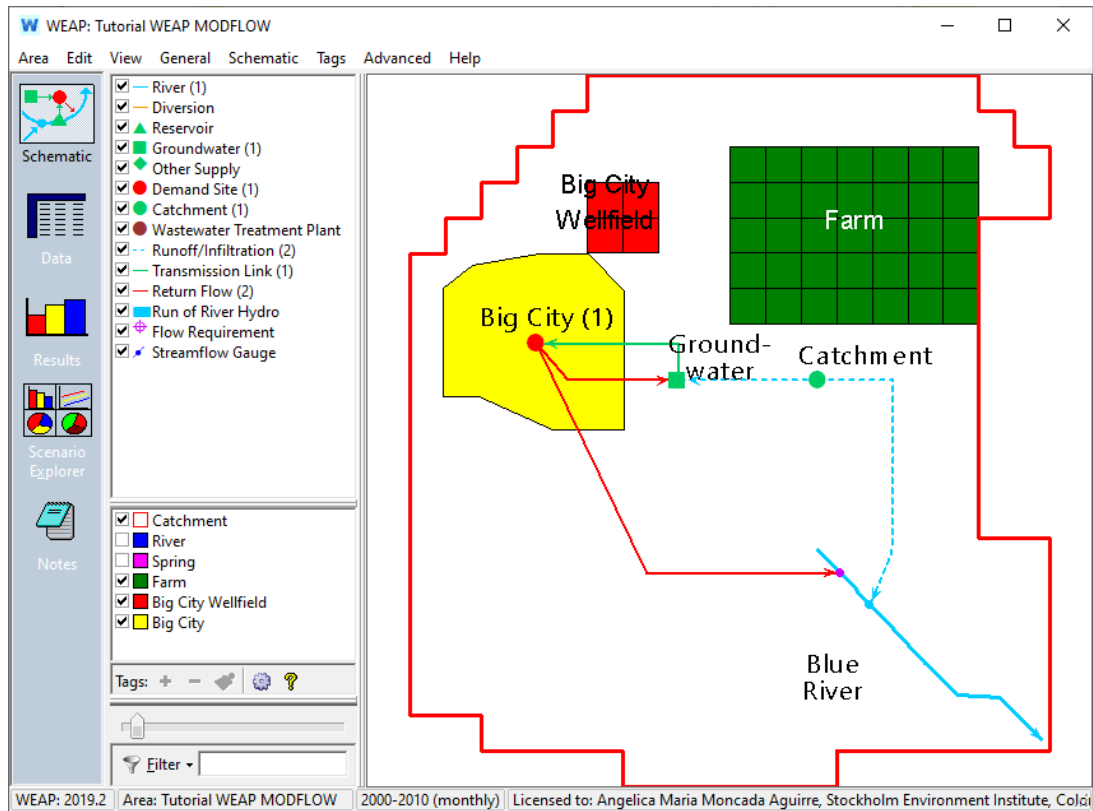 WEAP: Tutorial WEAP MODFLOW
Area Edit View General Schematic Tags Advanced Help
Schematic
Data
Results
Scenario
Explorer
Notes
River (1)
Diversion
Reservoir
Groundwater (1)
Other Supply
Demand Site (1)
Catchment (1)
Wastewater Treatment Plant
Runoff/Infiltration (2)
Transmission Link (1)
Return Flow (2)
Run of River Hydro
Flow Requirement
Streamflow Gauge
Catchment
River
Spring
Farm
Big City Wellfield
Big City
Tags:
Filter
Big City
Wellfield
Farm
Big City (1)
Ground-
water
Catchment
Blue
River
WEAP: 2019.2 Area: Tutorial WEAP MODFLOW 2000-2010 (monthly) Licensed to: Angelica Maria Moncada Aguirre, Stockholm Environment Institute,